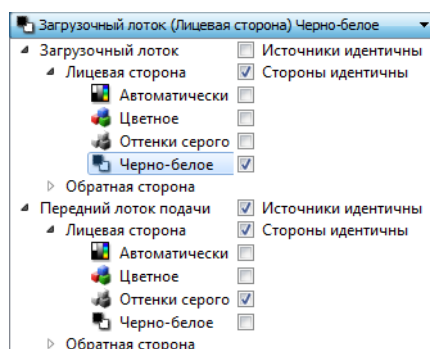 Загрузочный лоток (Лицевая сторона) Черно-белое
Загрузочный лоток Источники идентичны
Лицевая сторона Стороны идентичны
Автоматически
Цветное
Оттенки серого
Черно-белое
Обратная сторона
Передний лоток подачи Источники идентичны
Лицевая сторона Стороны идентичны
Автоматически
Цветное
Оттенки серого
Черно-белое
Обратная сторона